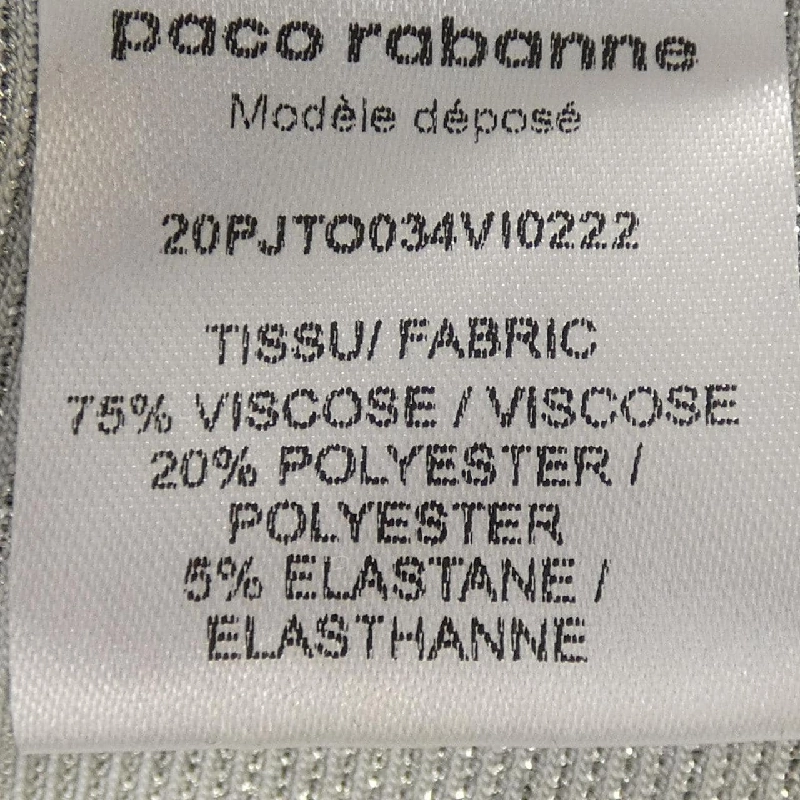 paco rabanne
Modèle déposé
20PJTO034VI0222
TISSU/ FABRIC
75% VISCOSE / VISCOSE
20% POLYESTER /
POLYESTER
5% ELASTANE /
ELASTHANNE